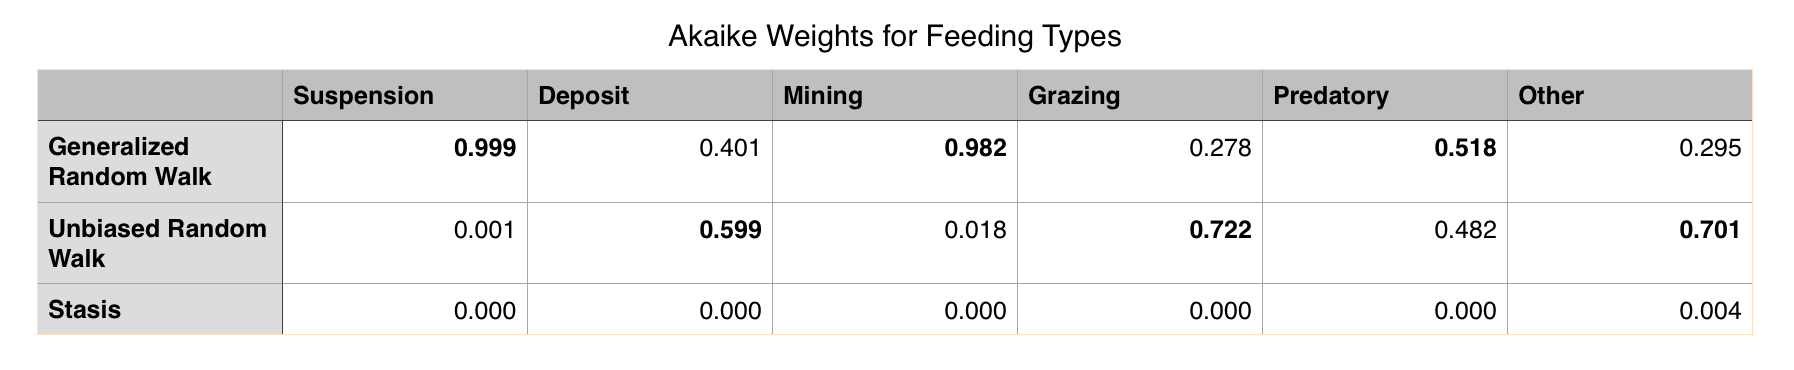 Akaike Weights for Feeding Types
Suspension Deposit Mining Grazing Predatory Other
Generalized 0.999 0.401 0.982 0.278 0.518 0.295
Random Walk
Unbiased Random 0.001 0.599 0.018 0.722 0.482 0.701
Walk
Stasis 0.000 0.000 0.000 0.000 0.000 0.004